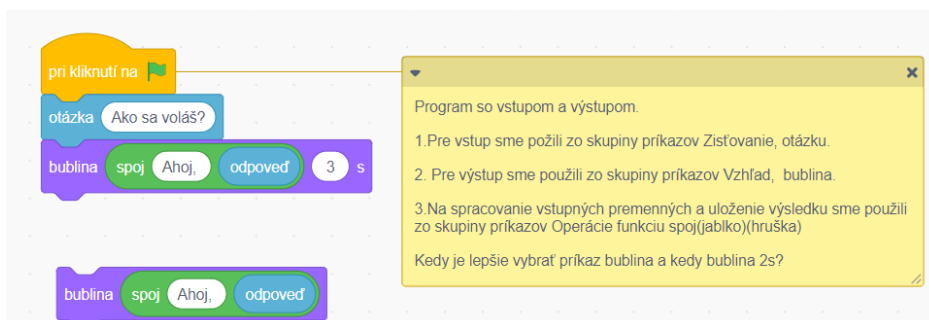 pri kliknutí na
otázka Ako sa voláš?
bublina spoj Ahoj, odpoveď 3 s
Program so vstupom a výstupom.
1.Pre vstup sme požili zo skupiny príkazov Zisťovanie, otázku.
2. Pre výstup sme použili zo skupiny príkazov Vzhľad, bublina.
3.Na spracovanie vstupných premenných a uloženie výsledku sme použili
zo skupiny príkazov Operácie funkciu spoj(jablko)(hruška)
Kedy je lepšie vybrať príkaz bublina a kedy bublina 2s?
bublina spoj Ahoj, odpoveď